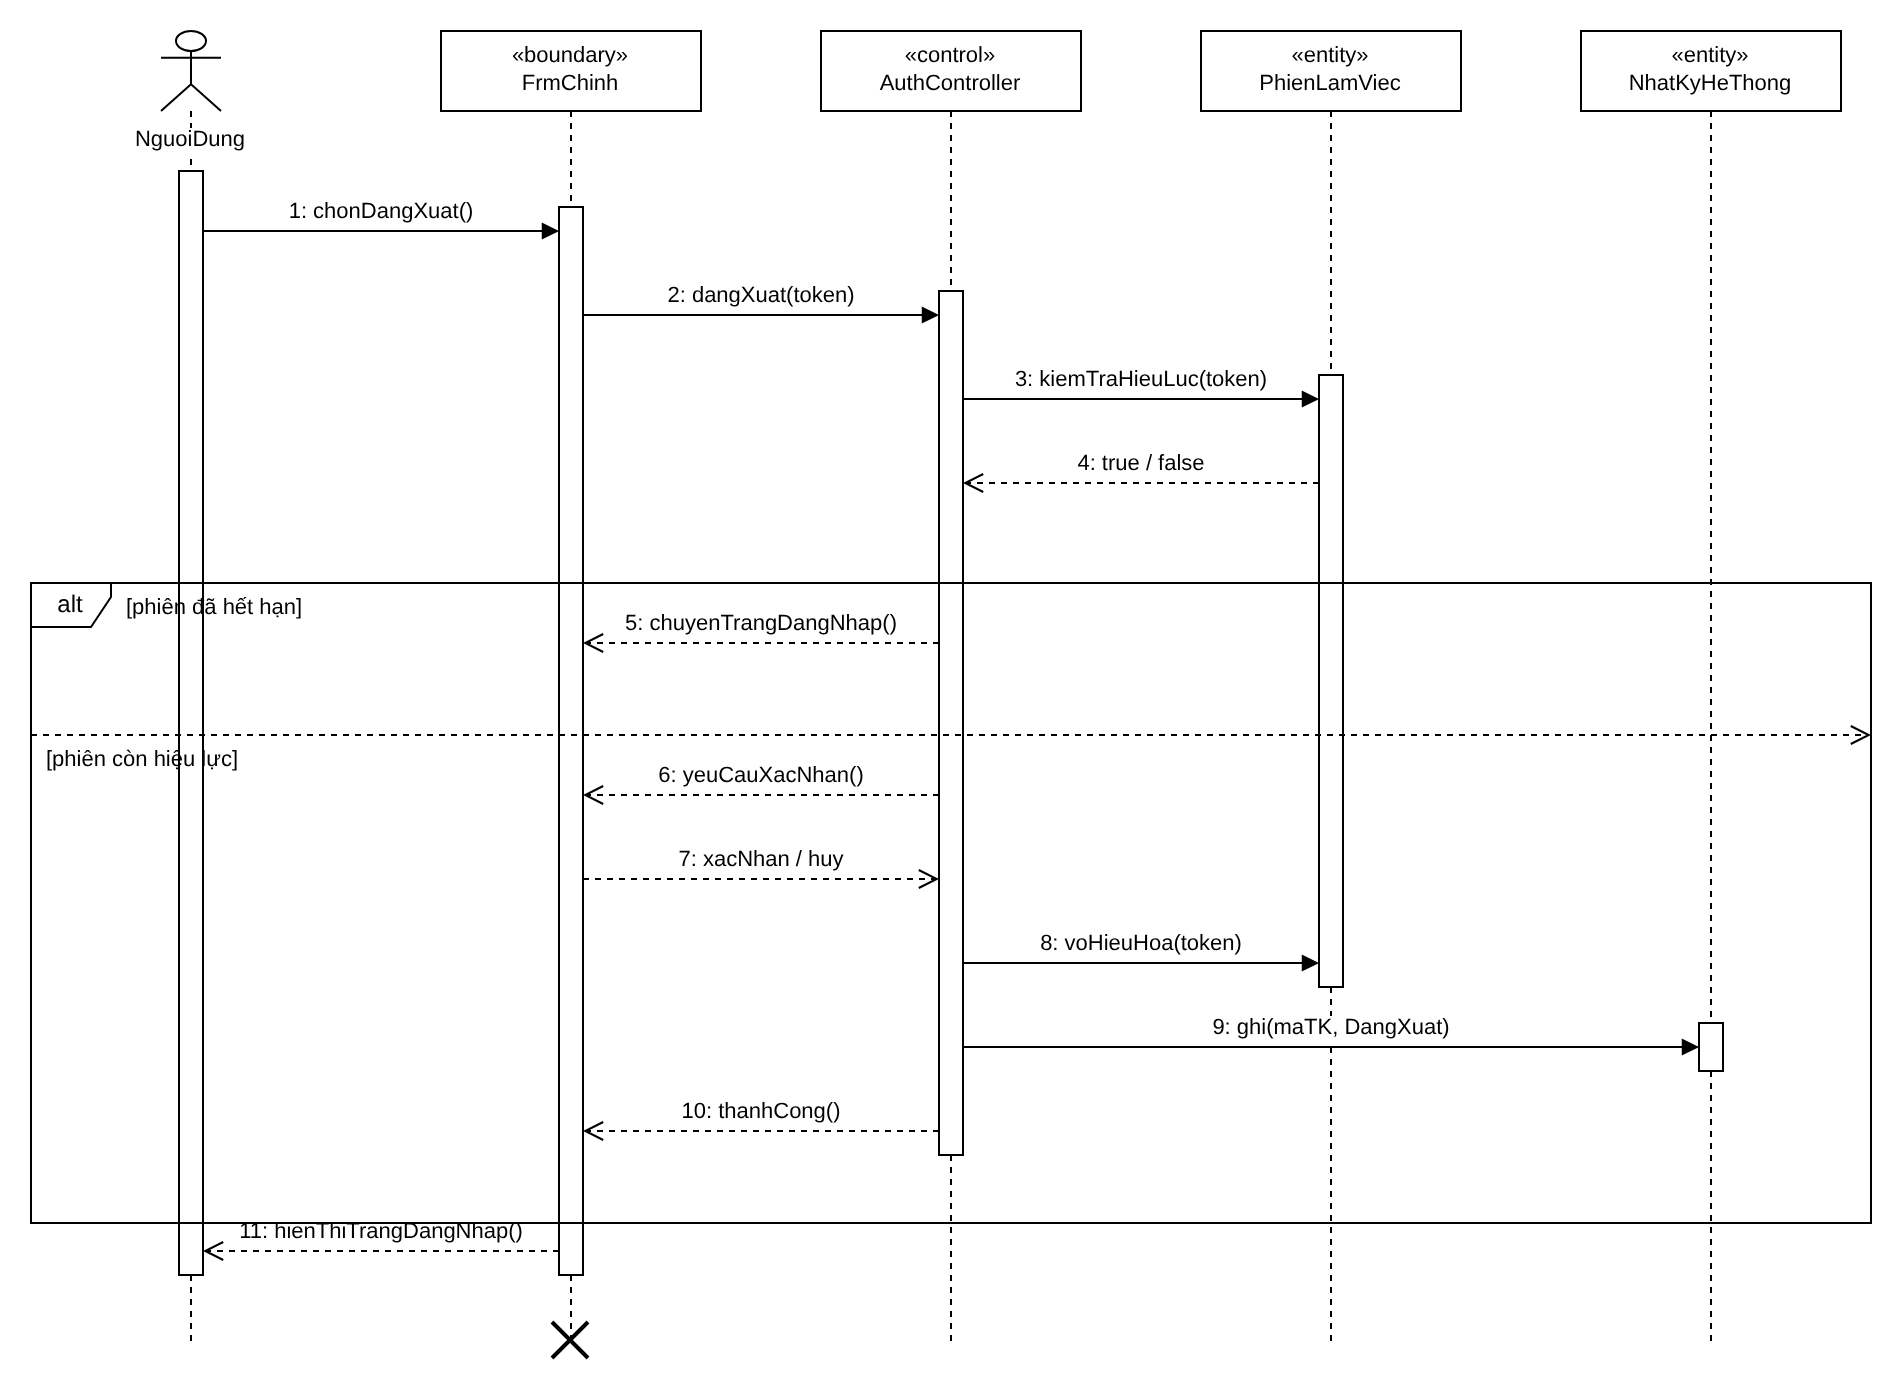 «boundary»
FrmChinh
«control»
AuthController
«entity»
PhienLamViec
«entity»
NhatKyHeThong
NguoiDung
1: chonDangXuat()
2: dangXuat(token)
3: kiemTraHieuLuc(token)
4: true / false
alt
[phiên đã hết hạn]
5: chuyenTrangDangNhap()
[phiên còn hiệu lực]
6: yeuCauXacNhan()
7: xacNhan / huy
8: voHieuHoa(token)
9: ghi(maTK, DangXuat)
10: thanhCong()
11: hienThiTrangDangNhap()